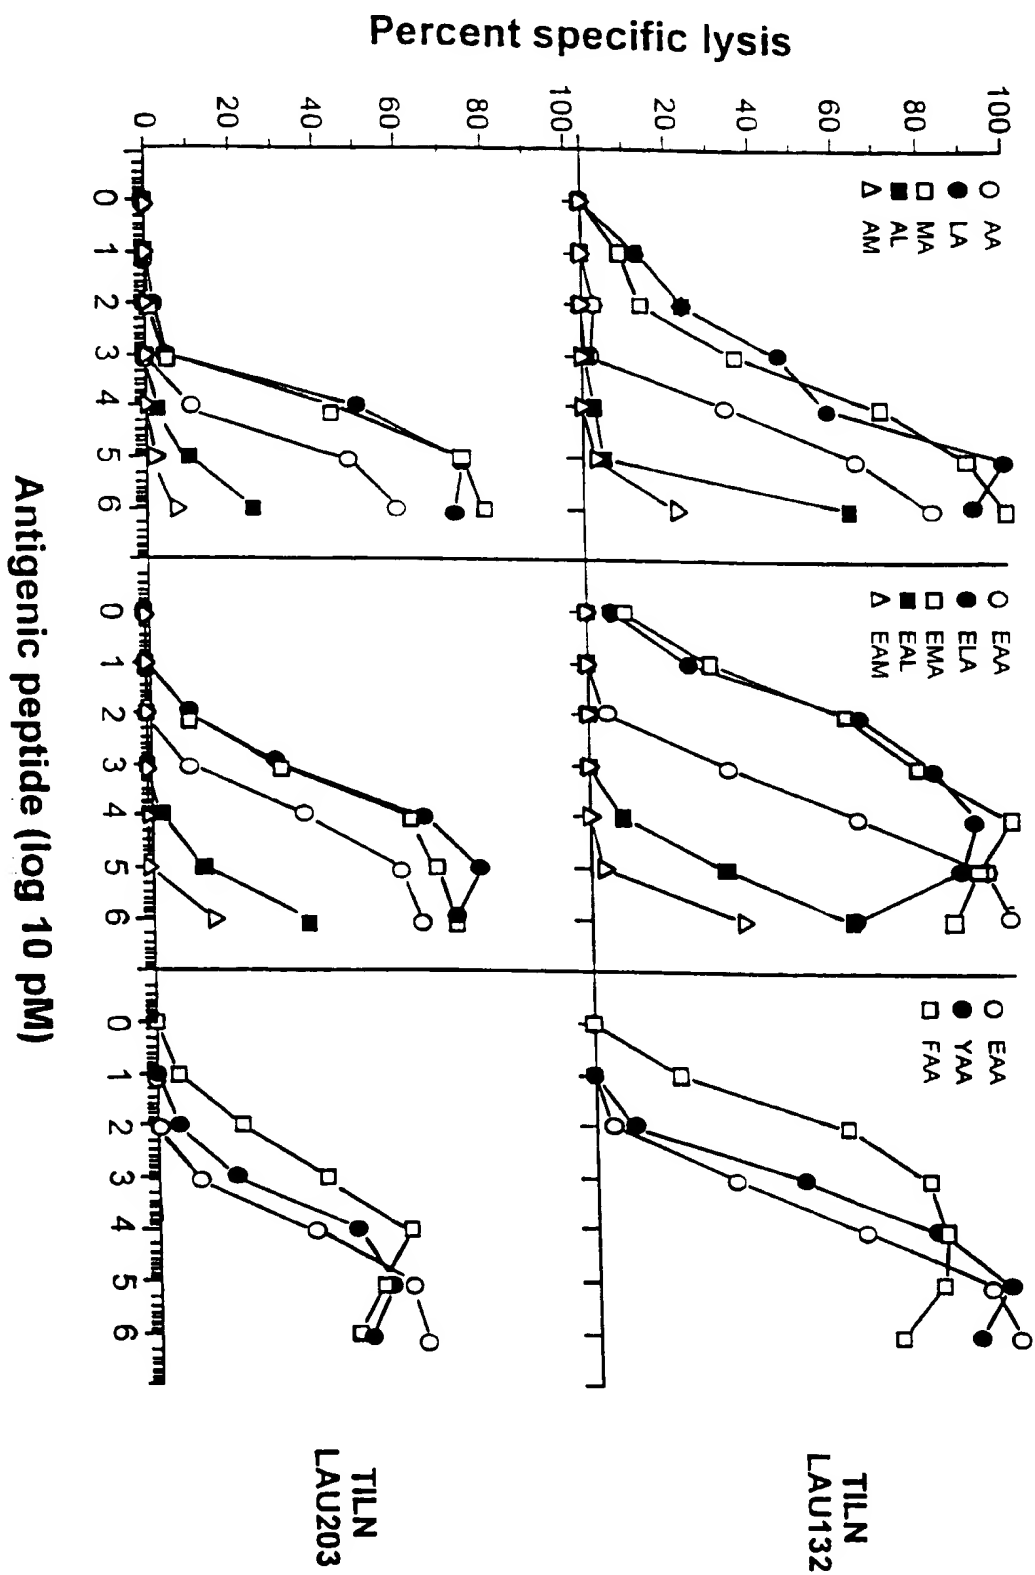 Percent specific lysis
100
80
60
40
20
100
80
60
40
20
0
AA
LA
MA
AL
AM
EAA
ELA
EMA
EAL
EAM
EAA
YAA
FAA
TILN
LAU132
TILN
LAU203
0 1 2 3 4 5 6
0 1 2 3 4 5 6
0 1 2 3 4 5 6
Antigenic peptide (log 10 pM)